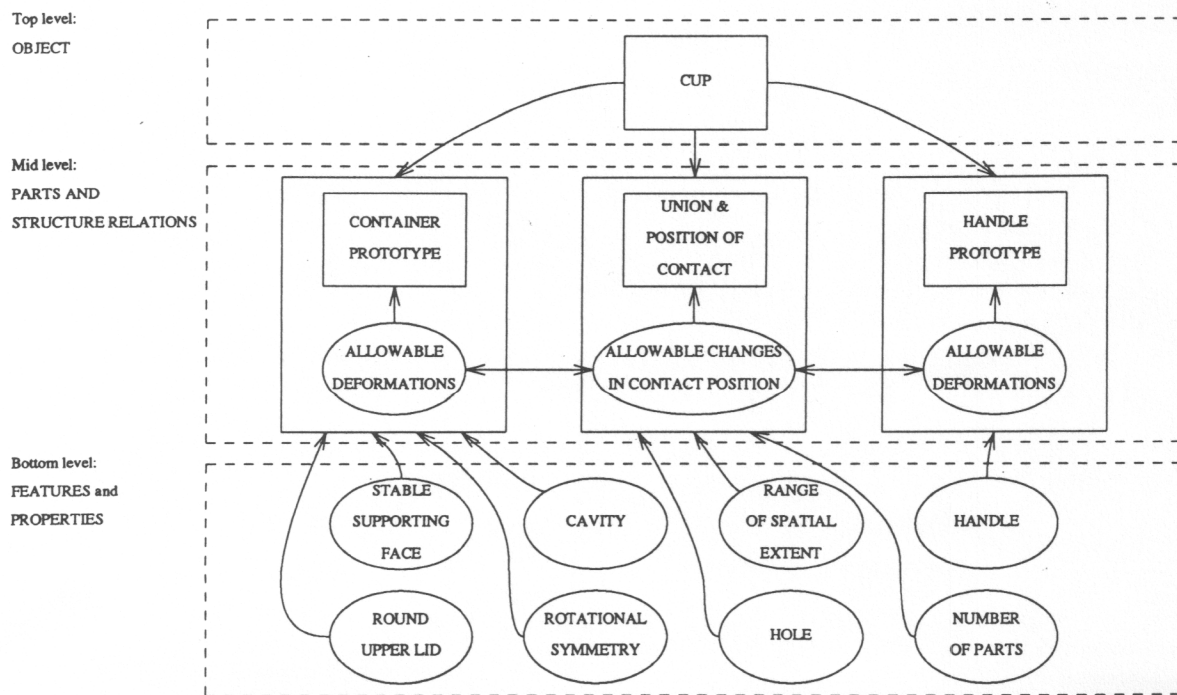 Top level:
OBJECT
CUP
Mid level:
PARTS AND
STRUCTURE RELATIONS
CONTAINER
PROTOTYPE
UNION &
POSITION OF
CONTACT
HANDLE
PROTOTYPE
ALLOWABLE
DEFORMATIONS
ALLOWABLE CHANGES
IN CONTACT POSITION
ALLOWABLE
DEFORMATIONS
Bottom level:
FEATURES and
PROPERTIES
STABLE
SUPPORTING
FACE
CAVITY
RANGE
OF SPATIAL
EXTENT
HANDLE
ROUND
UPPER LID
ROTATIONAL
SYMMETRY
HOLE
NUMBER
OF PARTS